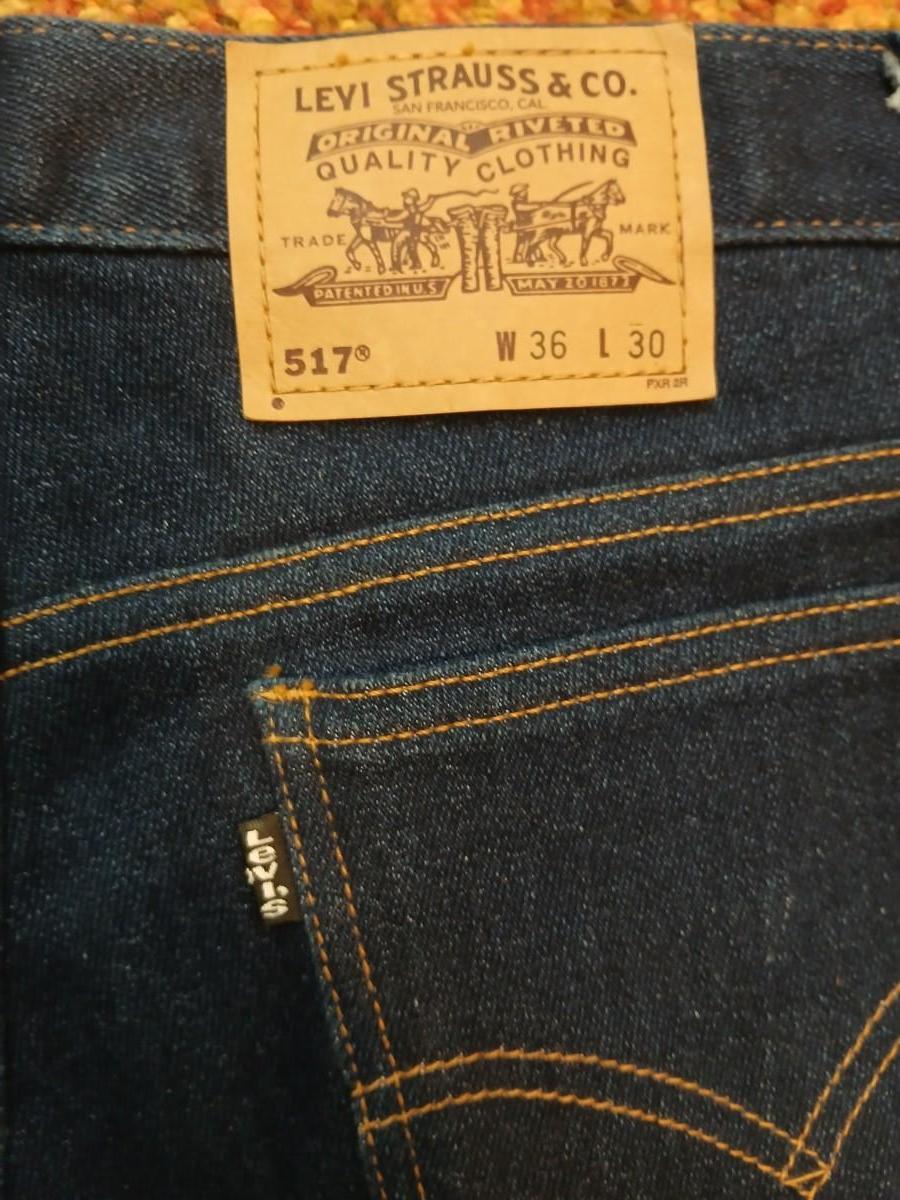 LEVI STRAUSS & CO.
SAN FRANCISCO, CAL.
ORIGINAL RIVETED
QUALITY CLOTHING
TRADE MARK
PATENTED IN U.S. MAY 20 1873
517® W 36 L 30
PXR 2R
®
Levi's